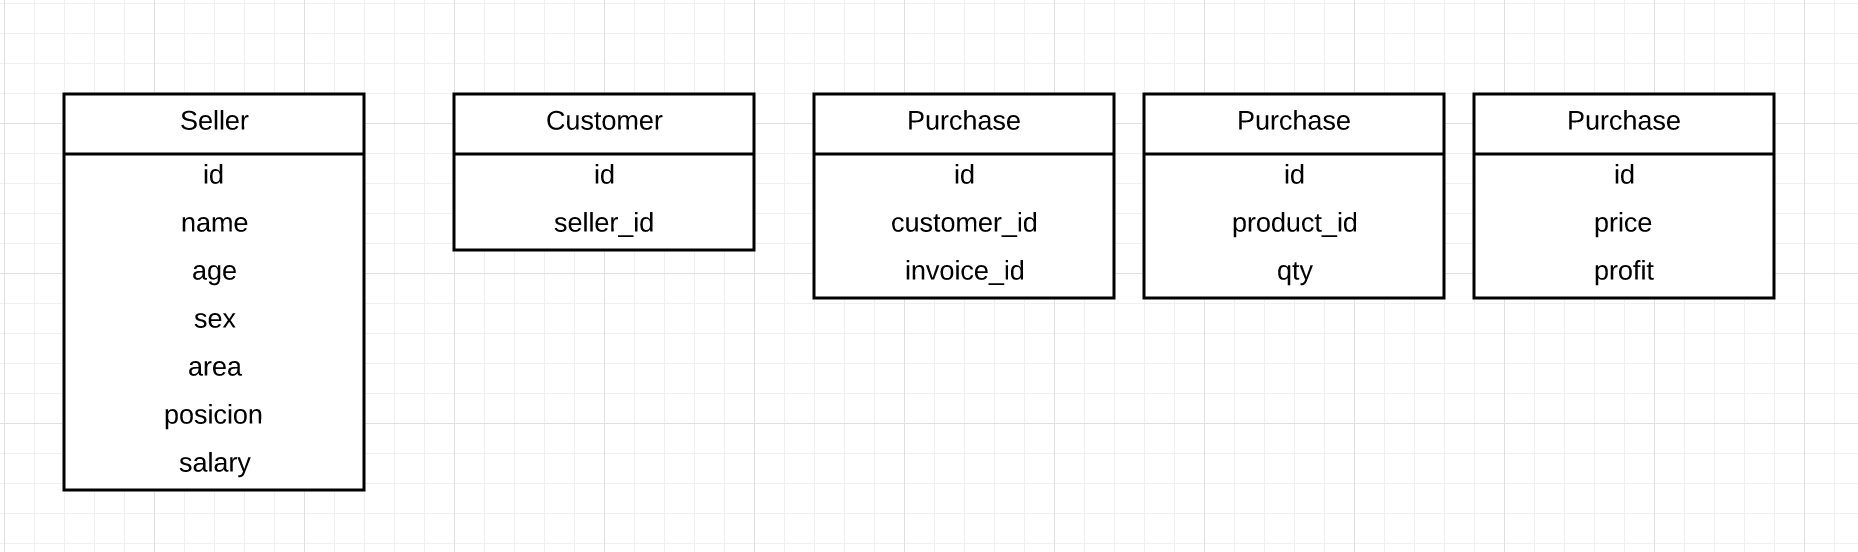 Seller
id
name
age
sex
area
posicion
salary
Customer
id
seller_id
Purchase
id
customer_id
invoice_id
Purchase
id
product_id
qty
Purchase
id
price
profit